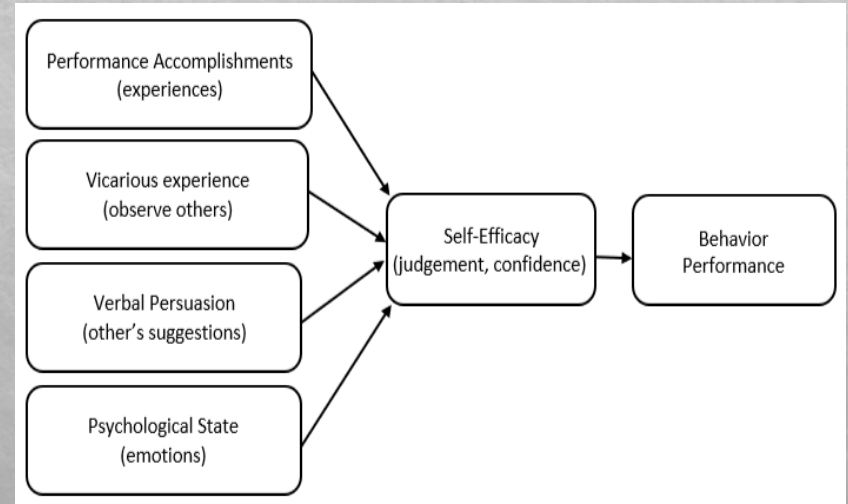 Performance Accomplishments
(experiences)
Vicarious experience
(observe others)
Verbal Persuasion
(other's suggestions)
Psychological State
(emotions)
Self-Efficacy
(judgement, confidence)
Behavior
Performance